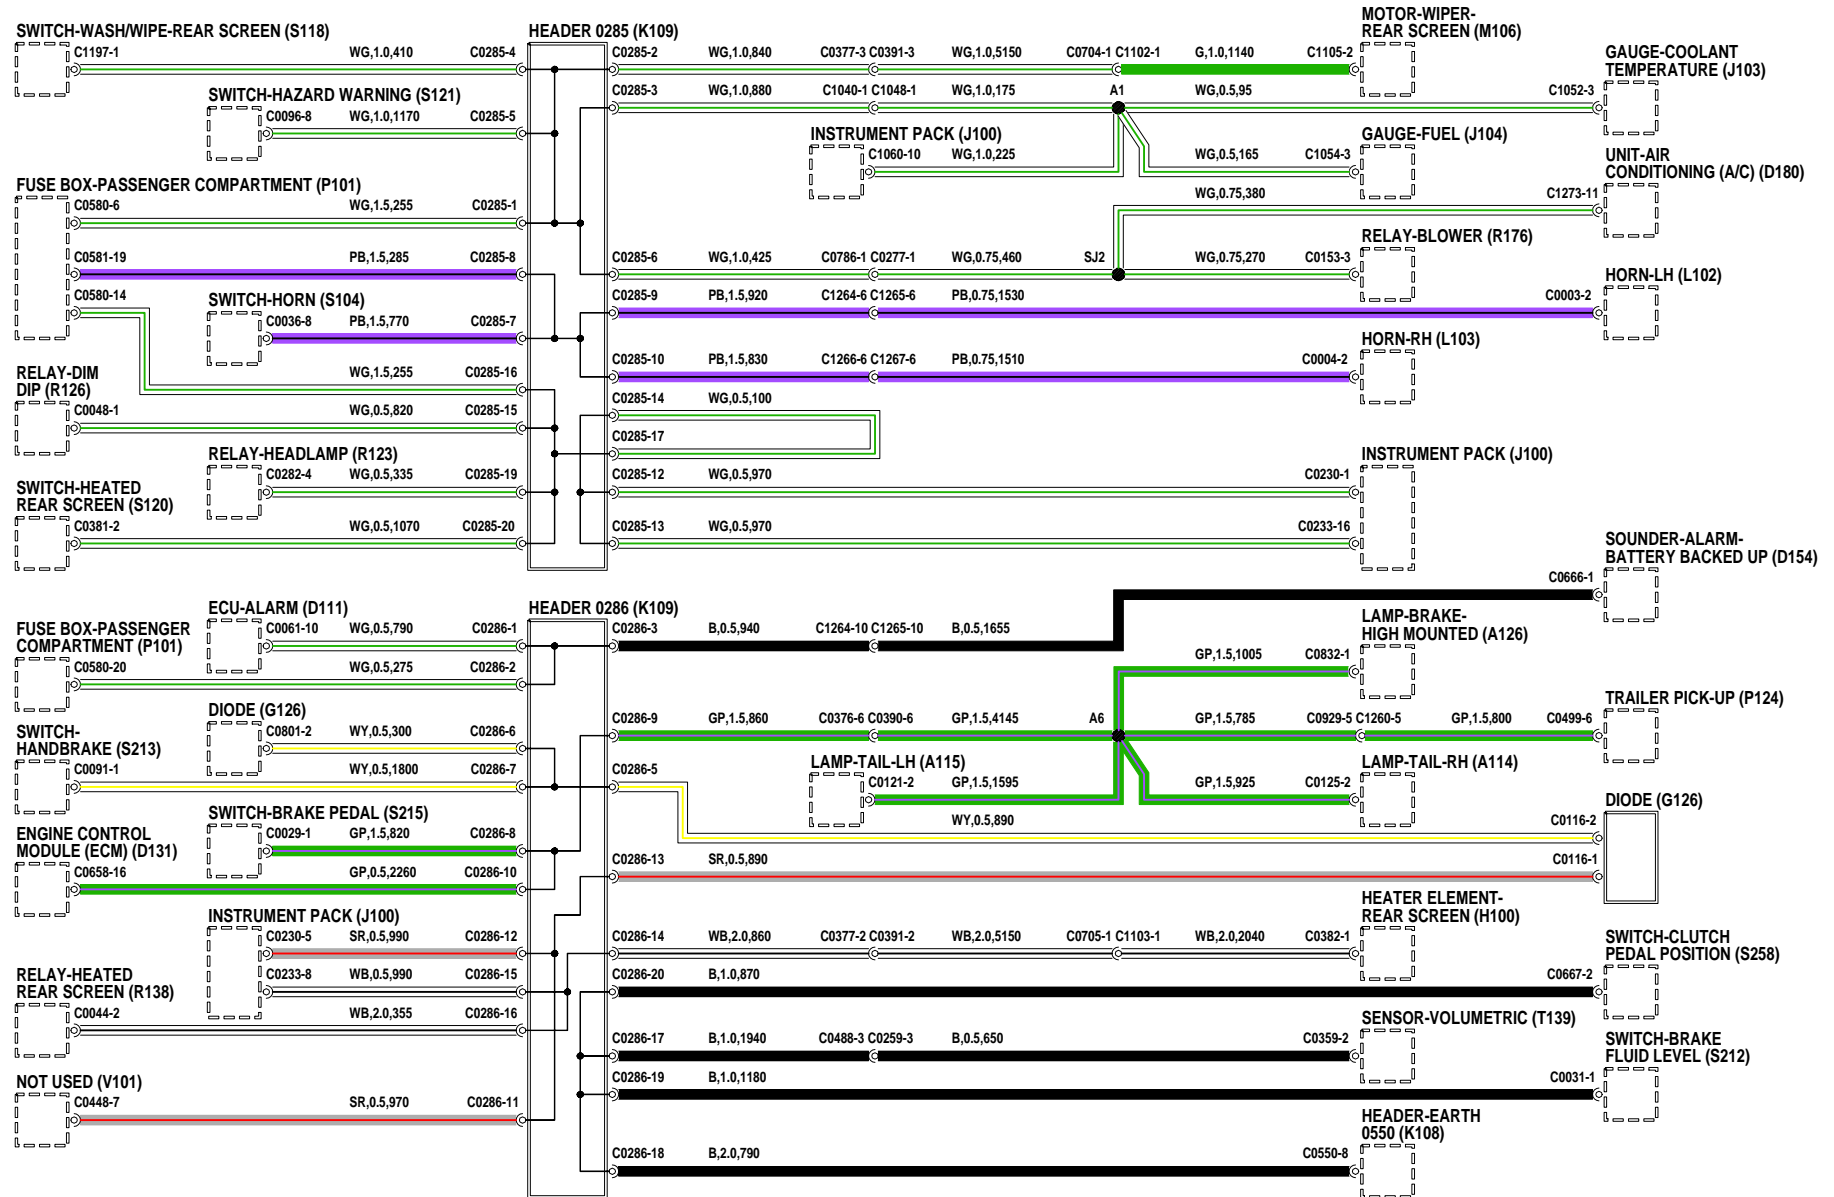 SWITCH-WASH/WIPE-REAR SCREEN (S118)
C1197-1 WG,1.0,410 C0285-4
SWITCH-HAZARD WARNING (S121)
C0096-8 WG,1.0,1170 C0285-5
FUSE BOX-PASSENGER COMPARTMENT (P101)
C0580-6 WG,1.5,255 C0285-1
C0581-19 PB,1.5,285 C0285-8
C0580-14
SWITCH-HORN (S104)
C0036-8 PB,1.5,770 C0285-7
WG,1.5,255 C0285-16
RELAY-DIM
DIP (R126)
C0048-1 WG,0.5,820 C0285-15
RELAY-HEADLAMP (R123)
C0282-4 WG,0.5,335 C0285-19
SWITCH-HEATED
REAR SCREEN (S120)
C0381-2 WG,0.5,1070 C0285-20
HEADER 0285 (K109)
C0285-2 WG,1.0,840 C0377-3 C0391-3 WG,1.0,5150 C0704-1 C1102-1 G,1.0,1140 C1105-2
MOTOR-WIPER-
REAR SCREEN (M106)
C0285-3 WG,1.0,880 C1040-1 C1048-1 WG,1.0,175 A1 WG,0.5,95 C1052-3
GAUGE-COOLANT
TEMPERATURE (J103)
INSTRUMENT PACK (J100)
C1060-10 WG,1.0,225
WG,0.5,165 C1054-3
GAUGE-FUEL (J104)
WG,0.75,380 C1273-11
UNIT-AIR
CONDITIONING (A/C) (D180)
C0285-6 WG,1.0,425 C0786-1 C0277-1 WG,0.75,460 SJ2 WG,0.75,270 C0153-3
RELAY-BLOWER (R176)
C0285-9 PB,1.5,920 C1264-6 C1265-6 PB,0.75,1530 C0003-2
HORN-LH (L102)
C0285-10 PB,1.5,830 C1266-6 C1267-6 PB,0.75,1510 C0004-2
HORN-RH (L103)
C0285-14 WG,0.5,100
C0285-17
C0285-12 WG,0.5,970 C0230-1
INSTRUMENT PACK (J100)
C0285-13 WG,0.5,970 C0233-16
ECU-ALARM (D111)
C0061-10 WG,0.5,790 C0286-1
FUSE BOX-PASSENGER
COMPARTMENT (P101)
C0580-20 WG,0.5,275 C0286-2
DIODE (G126)
C0801-2 WY,0.5,300 C0286-6
SWITCH-
HANDBRAKE (S213)
C0091-1 WY,0.5,1800 C0286-7
SWITCH-BRAKE PEDAL (S215)
C0029-1 GP,1.5,820 C0286-8
ENGINE CONTROL
MODULE (ECM) (D131)
C0658-16 GP,0.5,2260 C0286-10
INSTRUMENT PACK (J100)
C0230-5 SR,0.5,990 C0286-12
C0233-8 WB,0.5,990 C0286-15
RELAY-HEATED
REAR SCREEN (R138)
C0044-2 WB,2.0,355 C0286-16
NOT USED (V101)
C0448-7 SR,0.5,970 C0286-11
HEADER 0286 (K109)
C0286-3 B,0.5,940 C1264-10 C1265-10 B,0.5,1655 C0666-1
SOUNDER-ALARM-
BATTERY BACKED UP (D154)
GP,1.5,1005 C0832-1
LAMP-BRAKE-
HIGH MOUNTED (A126)
C0286-9 GP,1.5,860 C0376-6 C0390-6 GP,1.5,4145 A6 GP,1.5,785 C0929-5 C1260-5 GP,1.5,800 C0499-6
TRAILER PICK-UP (P124)
LAMP-TAIL-LH (A115)
C0121-2 GP,1.5,1595
GP,1.5,925 C0125-2
LAMP-TAIL-RH (A114)
C0286-5 WY,0.5,890 C0116-2
DIODE (G126)
C0286-13 SR,0.5,890 C0116-1
C0286-14 WB,2.0,860 C0377-2 C0391-2 WB,2.0,5150 C0705-1 C1103-1 WB,2.0,2040 C0382-1
HEATER ELEMENT-
REAR SCREEN (H100)
C0286-20 B,1.0,870 C0667-2
SWITCH-CLUTCH
PEDAL POSITION (S258)
C0286-17 B,1.0,1940 C0488-3 C0259-3 B,0.5,650 C0359-2
SENSOR-VOLUMETRIC (T139)
C0286-19 B,1.0,1180 C0031-1
SWITCH-BRAKE
FLUID LEVEL (S212)
C0286-18 B,2.0,790 C0550-8
HEADER-EARTH
0550 (K108)